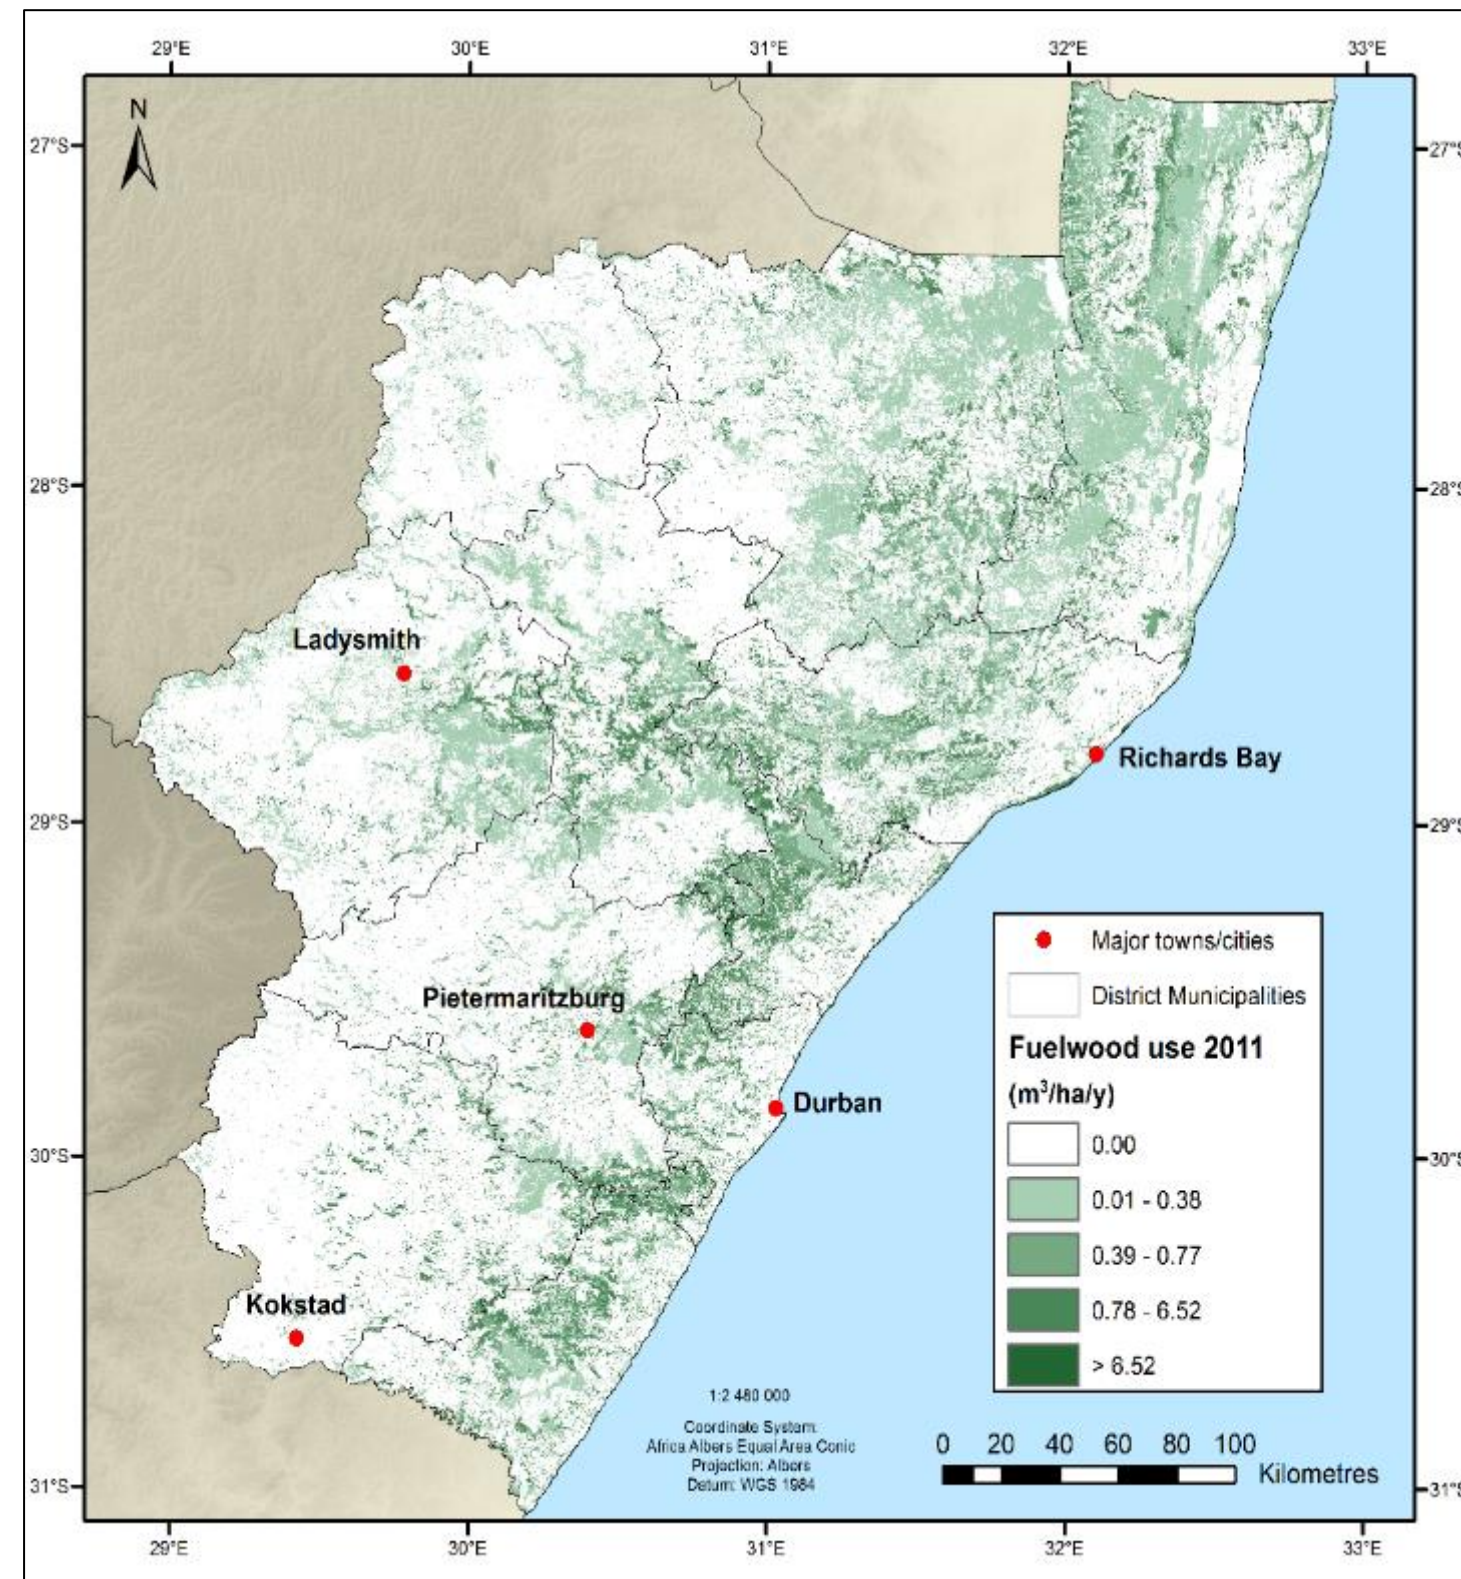 29°E 30°E 31°E 32°E 33°E
N
27°S 27°S
28°S 28°S
Ladysmith
Richards Bay
29°S 29°S
Major towns/cities
District Municipalities
Pietermaritzburg
Fuelwood use 2011
(m³/ha/y)
Durban
0.00
30°S 30°S
0.01 - 0.38
0.39 - 0.77
Kokstad
0.78 - 6.52
> 6.52
1:2 480 000
Coordinate System:
Africa Albers Equal Area Conic
Projection: Albers
Datum: WGS 1984
0 20 40 60 80 100
Kilometres
31°S 31°S
29°E 30°E 31°E 32°E 33°E